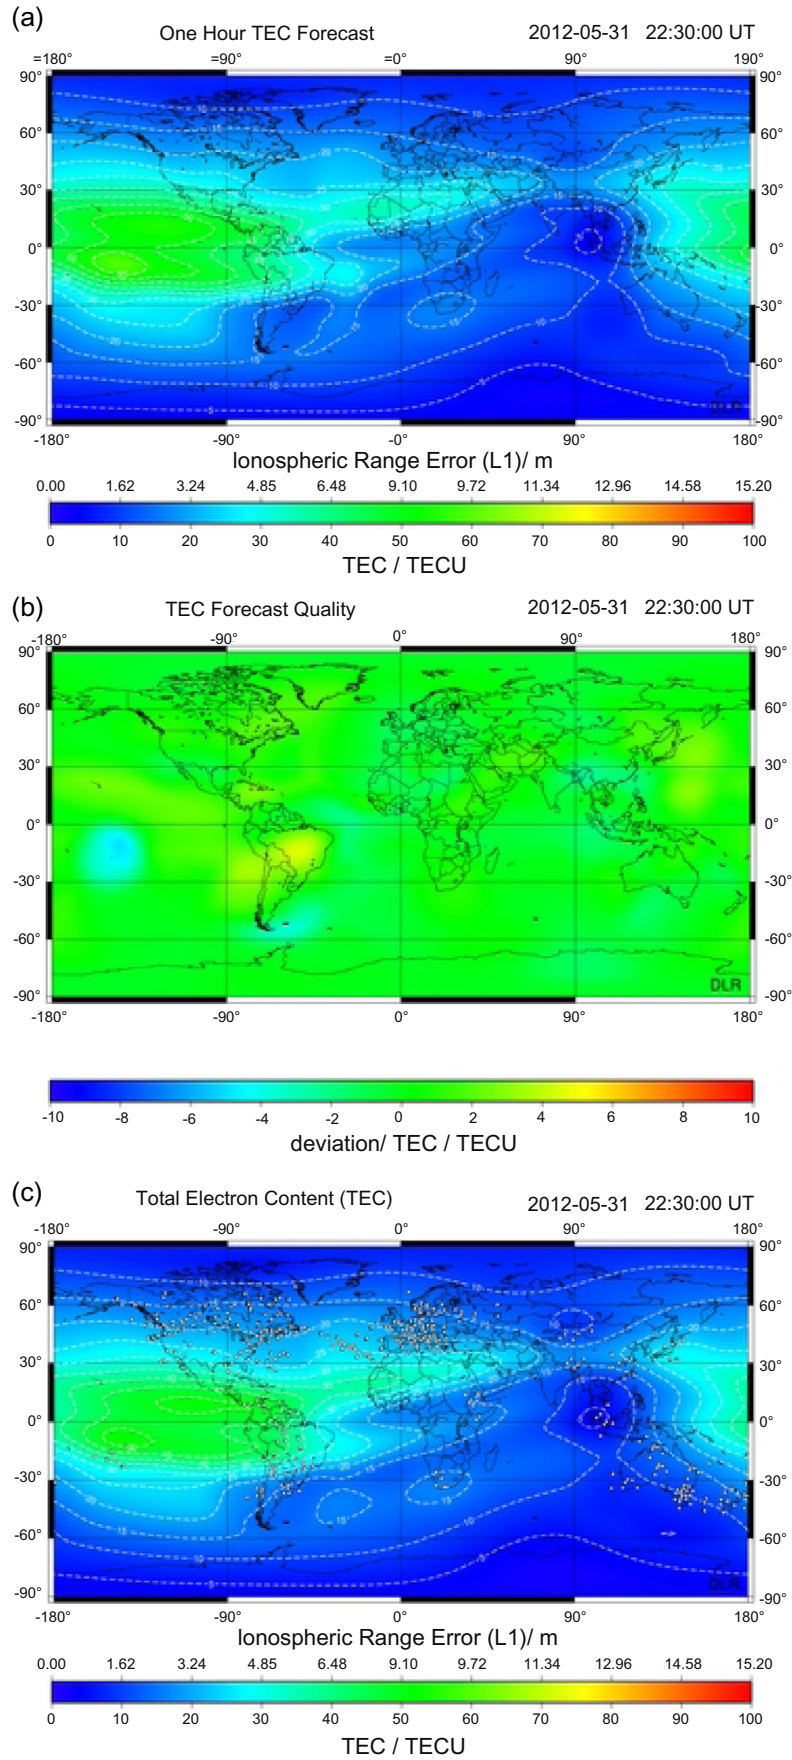 (a)
One Hour TEC Forecast 2012-05-31 22:30:00 UT
=180° =90° =0° 90° 190°
90° 90°
60° 60°
30° 30°
0° 0°
-30° -30°
-60° -60°
-90° DLR -90°
-180° -90° -0° 90° 180°
Ionospheric Range Error (L1)/ m
0.00 1.62 3.24 4.85 6.48 9.10 9.72 11.34 12.96 14.58 15.20
0 10 20 30 40 50 60 70 80 90 100
TEC / TECU
(b)
TEC Forecast Quality 2012-05-31 22:30:00 UT
-180° -90° 0° 90° 180°
90° 90°
60° 60°
30° 30°
0° 0°
-30° -30°
-60° -60°
-90° DLR -90°
-180° -90° 0° 90° 180°
-10 -8 -6 -4 -2 0 2 4 6 8 10
deviation/ TEC / TECU
(c)
Total Electron Content (TEC) 2012-05-31 22:30:00 UT
-180° -90° 0° 90° 180°
90° 90°
60° 60°
30° 30°
0° 0°
-30° -30°
-60° -60°
-90° DLR -90°
-180° -90° 0° 90° 180°
Ionospheric Range Error (L1)/ m
0.00 1.62 3.24 4.85 6.48 9.10 9.72 11.34 12.96 14.58 15.20
0 10 20 30 40 50 60 70 80 90 100
TEC / TECU